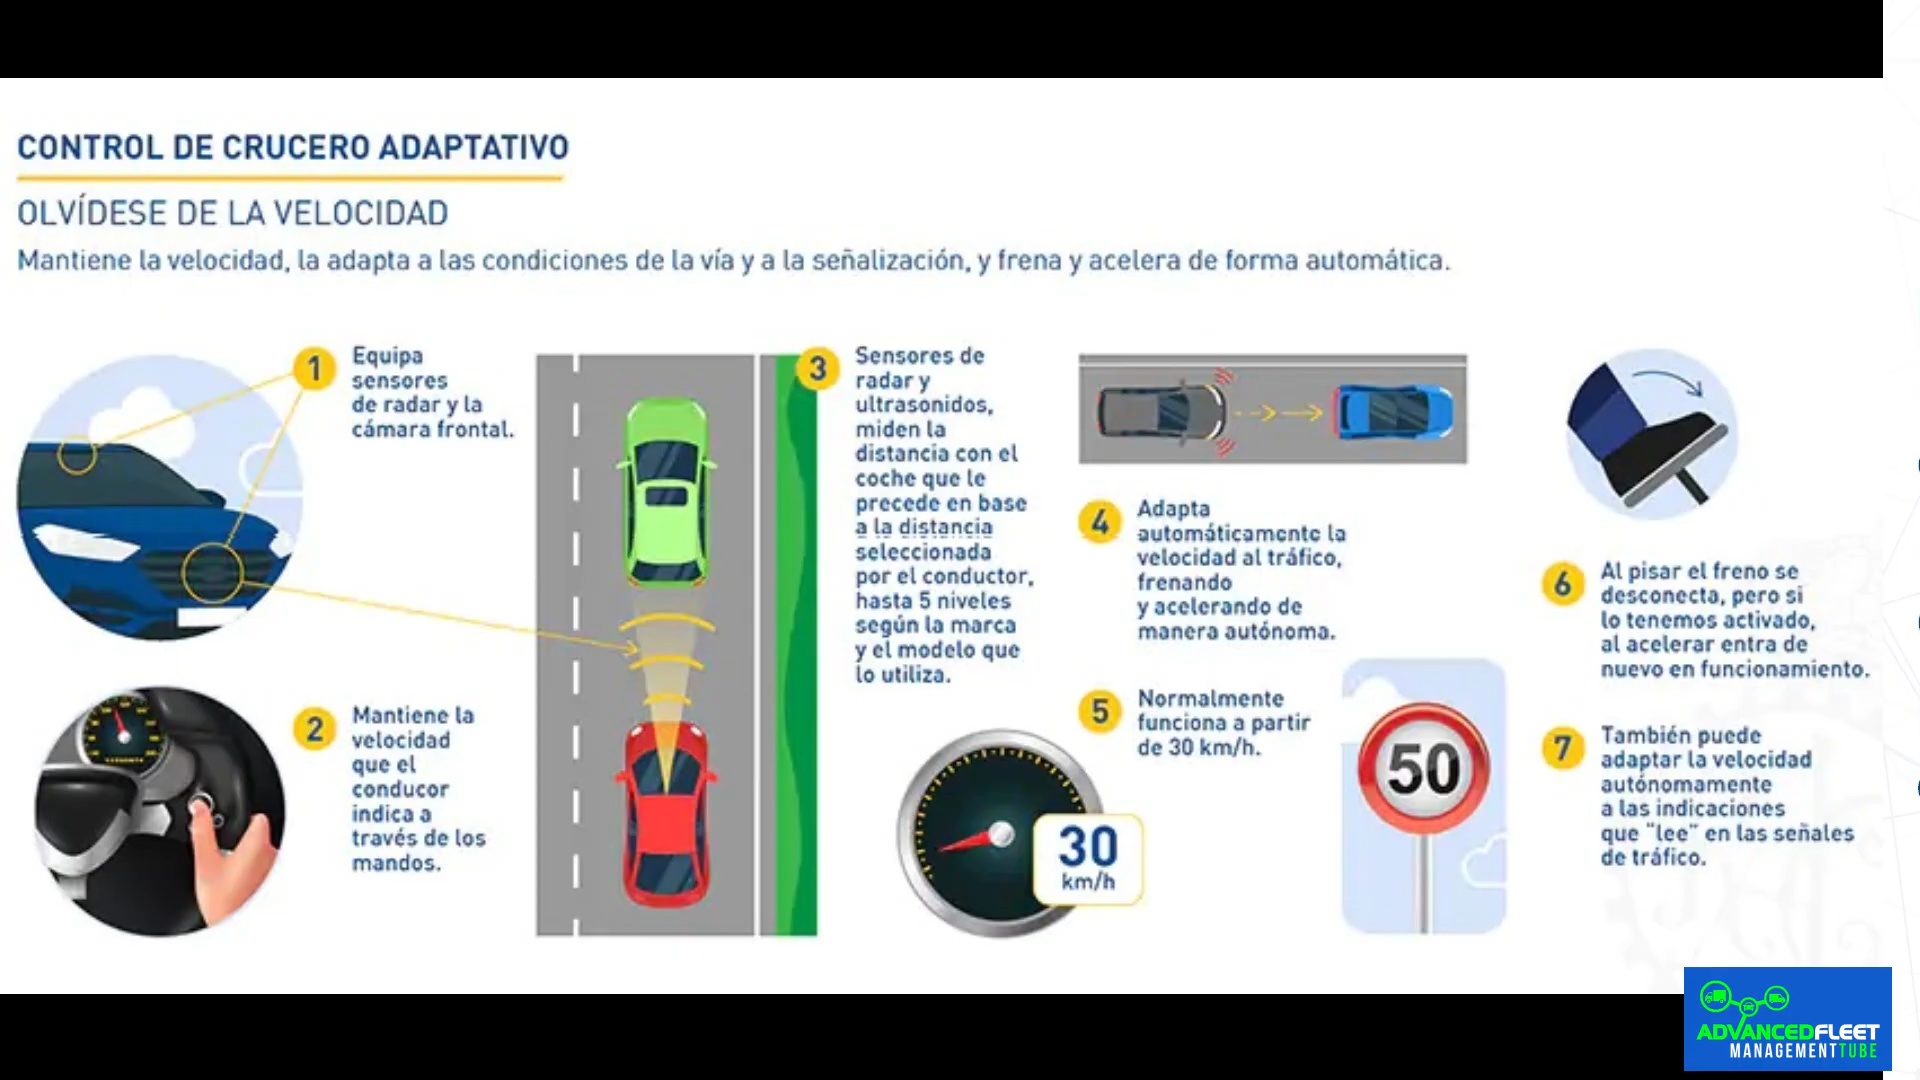 CONTROL DE CRUCERO ADAPTATIVO
OLVÍDESE DE LA VELOCIDAD
Mantiene la velocidad, la adapta a las condiciones de la vía y a la señalización, y frena y acelera de forma automática.
1
Equipa
sensores
de radar y la
cámara frontal.
2
Mantiene la
velocidad
que el
conducor
indica a
través de los
mandos.
3
Sensores de
radar y
ultrasonidos,
miden la
distancia con el
coche que le
precede en base
a la distancia
seleccionada
por el conductor,
hasta 5 niveles
según la marca
y el modelo que
lo utiliza.
4
Adapta
automáticamente la
velocidad al tráfico,
frenando
y acelerando de
manera autónoma.
5
Normalmente
funciona a partir
de 30 km/h.
30
km/h
50
6
Al pisar el freno se
desconecta, pero si
lo tenemos activado,
al acelerar entra de
nuevo en funcionamiento.
7
También puede
adaptar la velocidad
autónomamente
a las indicaciones
que "lee" en las señales
de tráfico.
ADVANCEDFLEET
MANAGEMENTTUBE